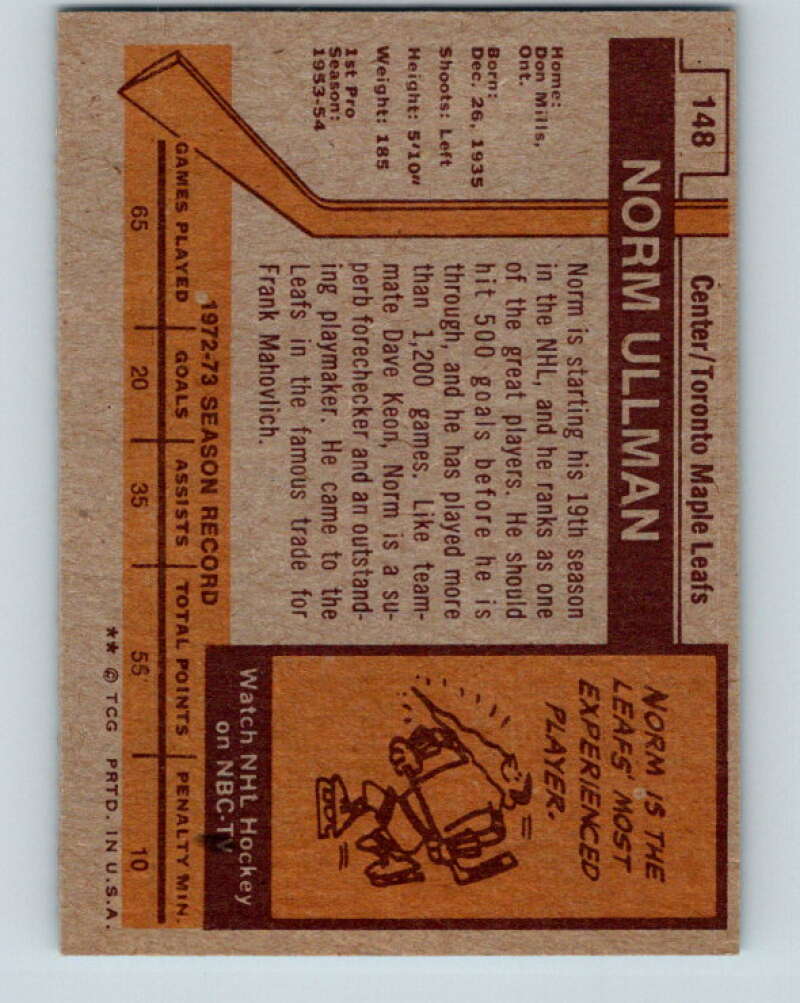 148
Center/Toronto Maple Leafs
NORM ULLMAN
Home:
Don Mills,
Ont.
Born:
Dec. 26, 1935
Shoots: Left
Height: 5'10"
Weight: 185
1st Pro
Season:
1953-54
Norm is starting his 19th season
in the NHL, and he ranks as one
of the great players. He should
hit 500 goals before he is
through, and he has played more
than 1,200 games. Like team-
mate Dave Keon, Norm is a su-
perb forechecker and an outstand-
ing playmaker. He came to the
Leafs in the famous trade for
Frank Mahovlich.
NORM IS THE
LEAFS' MOST
EXPERIENCED
PLAYER.
Watch NHL Hockey
on NBC-TV
1972-73 SEASON RECORD
GAMES PLAYED GOALS ASSISTS TOTAL POINTS PENALTY MIN.
65 20 35 55 10
** © TCG PRTD. IN U.S.A.